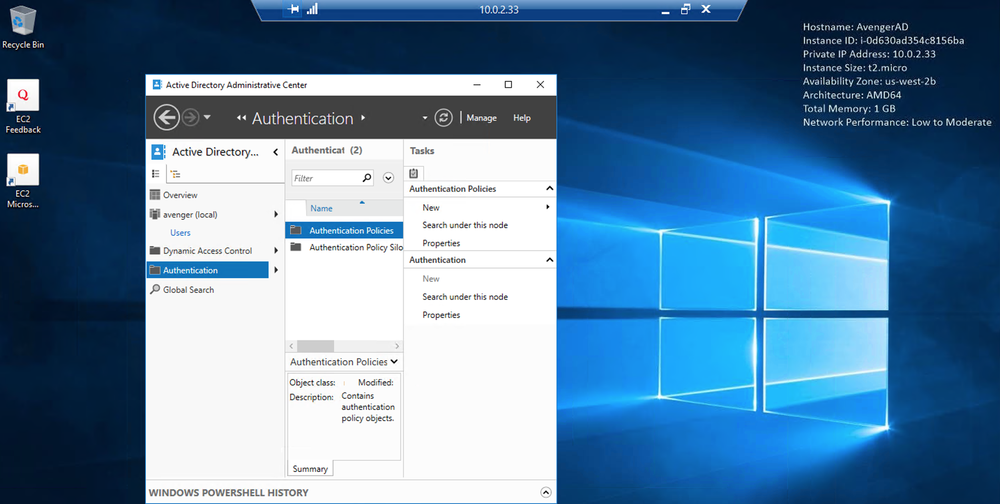 10.0.2.33
Recycle Bin
EC2
Feedback
EC2
Micros...
Hostname: AvengerAD
Instance ID: i-0d630ad354c8156ba
Private IP Address: 10.0.2.33
Instance Size: t2.micro
Availability Zone: us-west-2b
Architecture: AMD64
Total Memory: 1 GB
Network Performance: Low to Moderate
Active Directory Administrative Center
Authentication
Manage
Help
Active Directory...
Overview
avenger (local)
Users
Dynamic Access Control
Authentication
Global Search
Authenticat (2)
Filter
Name
Authentication Policies
Authentication Policy Silo
Authentication Policies
Object class:
Modified:
Description:
Contains
authentication
policy objects.
Summary
Tasks
Authentication Policies
New
Search under this node
Properties
Authentication
New
Search under this node
Properties
WINDOWS POWERSHELL HISTORY